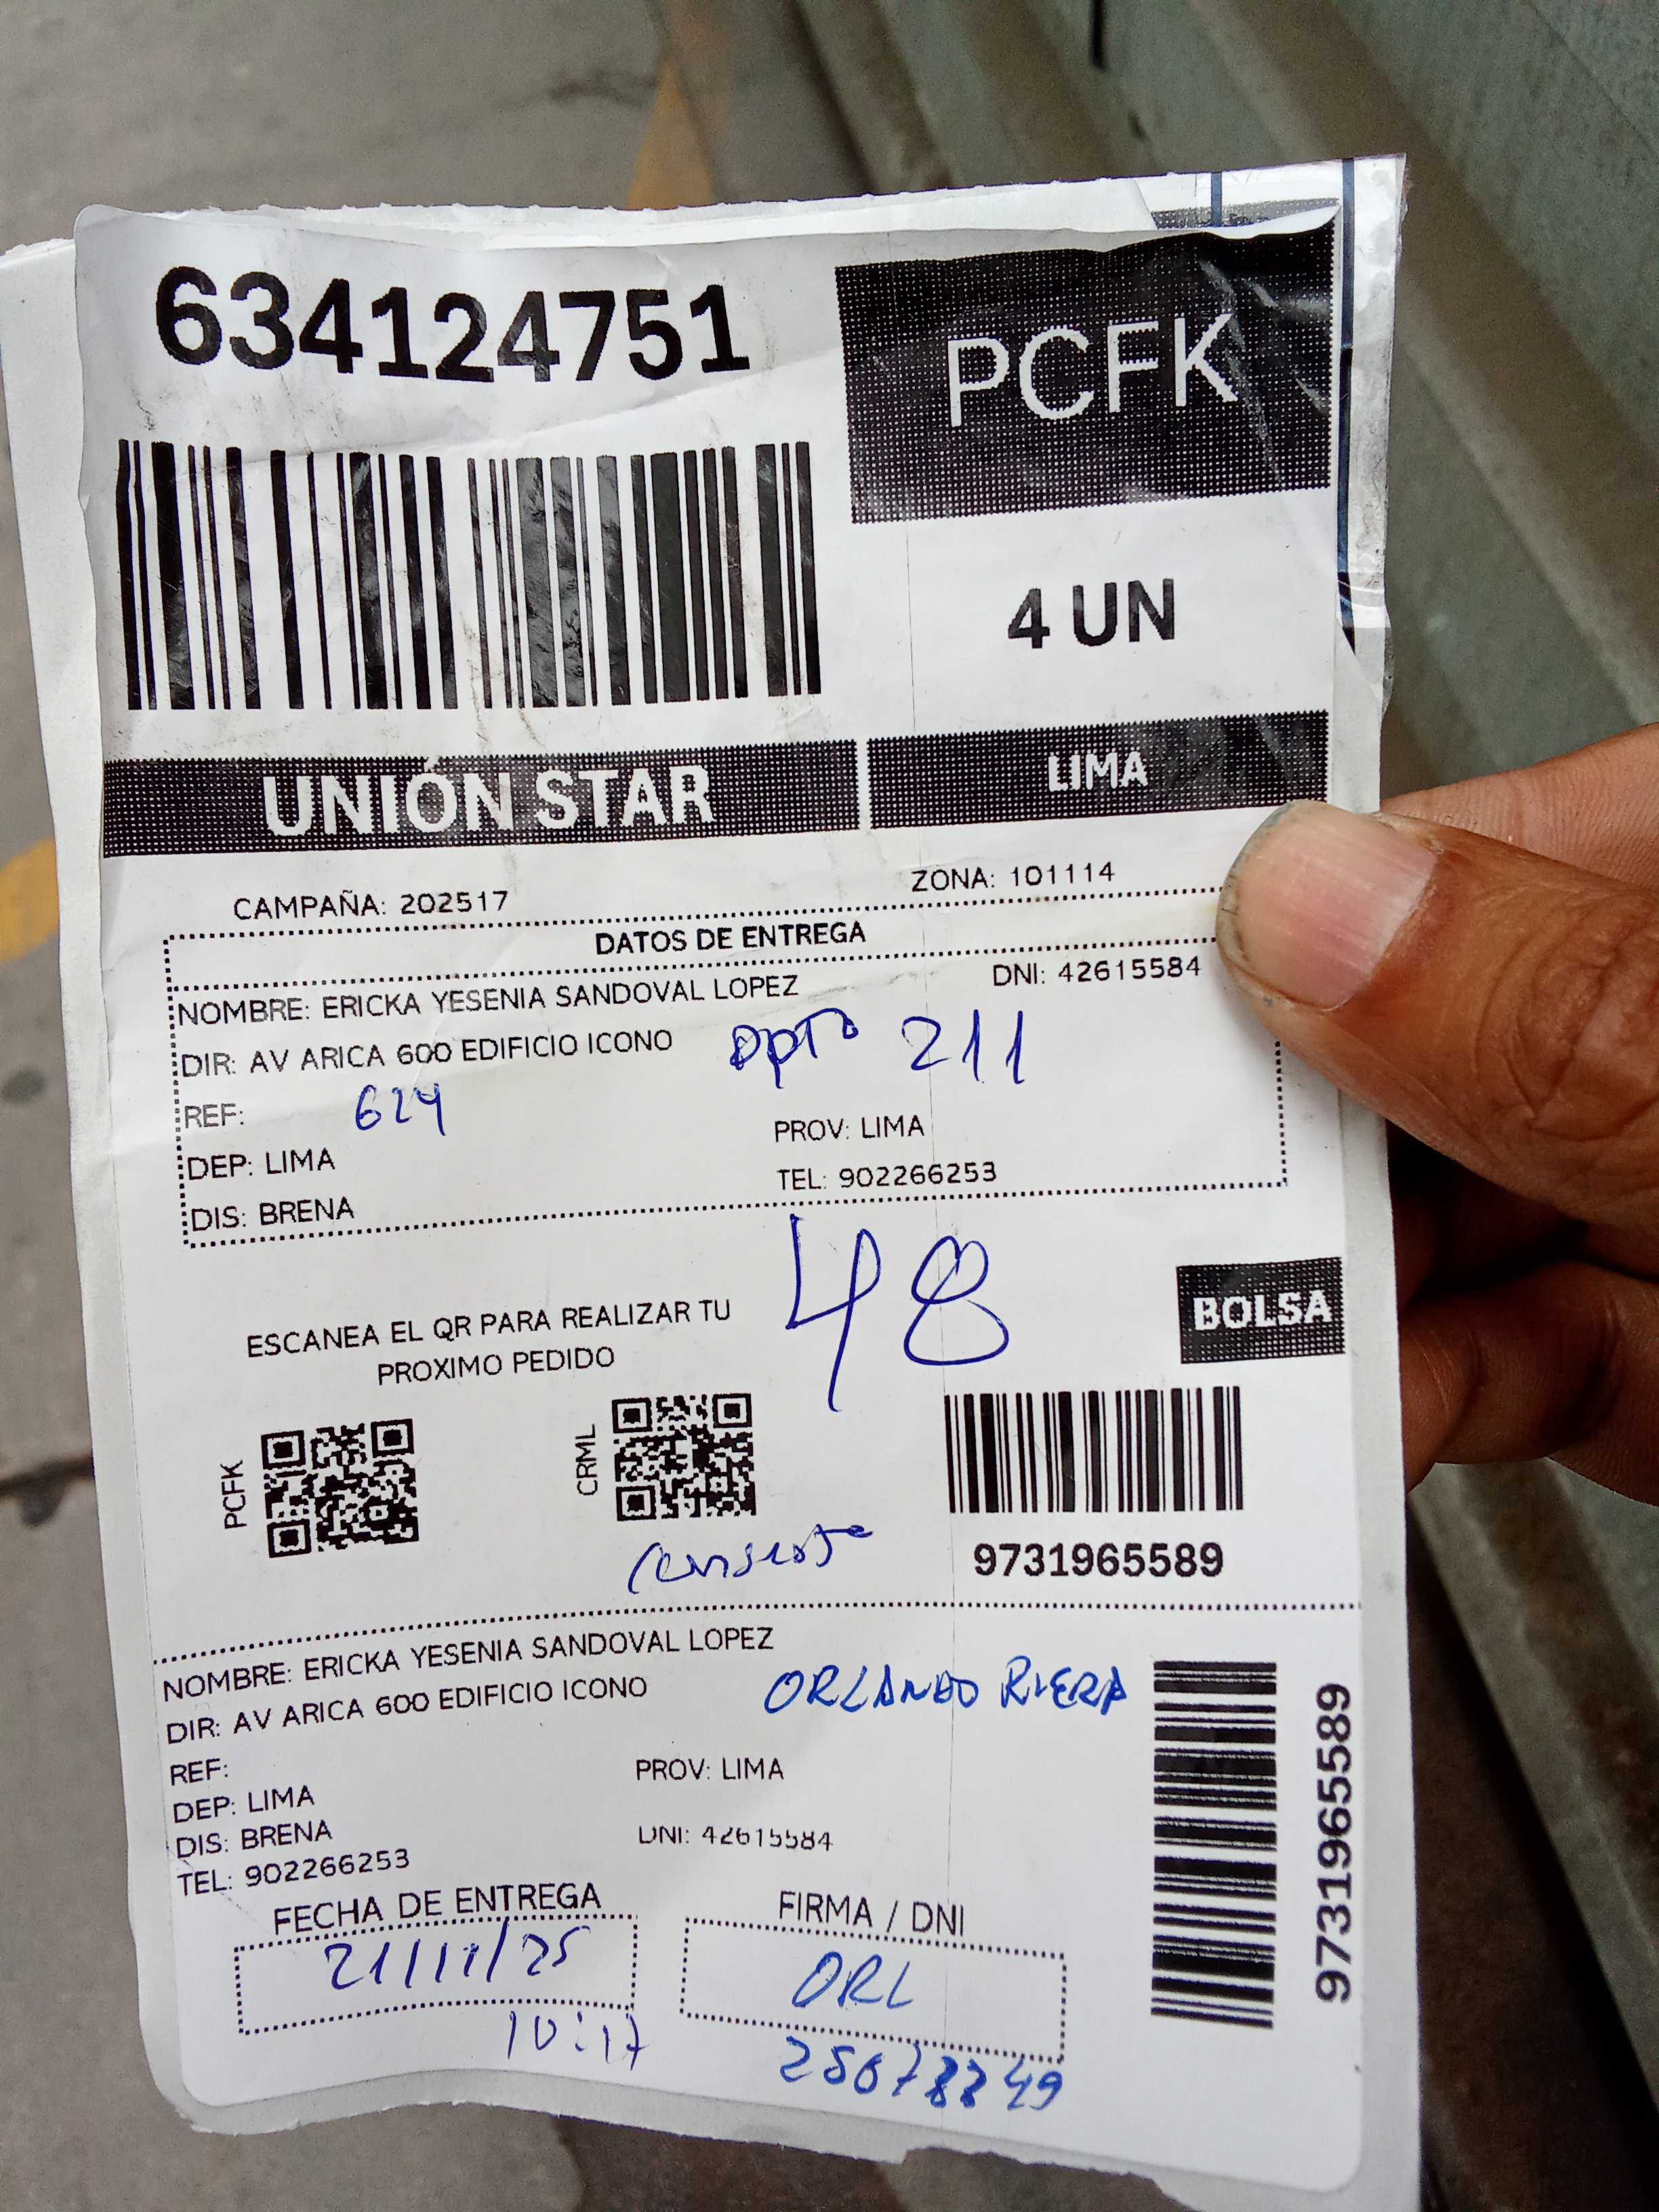 634124751
PCFK
4 UN
UNIÓN STAR
LIMA
CAMPAÑA: 202517
ZONA: 101114
DATOS DE ENTREGA
NOMBRE: ERICKA YESENIA SANDOVAL LOPEZ
DNI: 42615584
DIR: AV ARICA 600 EDIFICIO ICONO
DPTO 211
REF: 624
PROV: LIMA
DEP: LIMA
TEL: 902266253
DIS: BRENA
48
ESCANEA EL QR PARA REALIZAR TU
PROXIMO PEDIDO
BOLSA
PCFK
CRML
9731965589
NOMBRE: ERICKA YESENIA SANDOVAL LOPEZ
DIR: AV ARICA 600 EDIFICIO ICONO
ORLANDO RIERA
REF:
PROV: LIMA
DEP: LIMA
DIS: BRENA
DNI: 42615584
TEL: 902266253
9731965589
FECHA DE ENTREGA
FIRMA / DNI
21/11/25
ORL
10:17